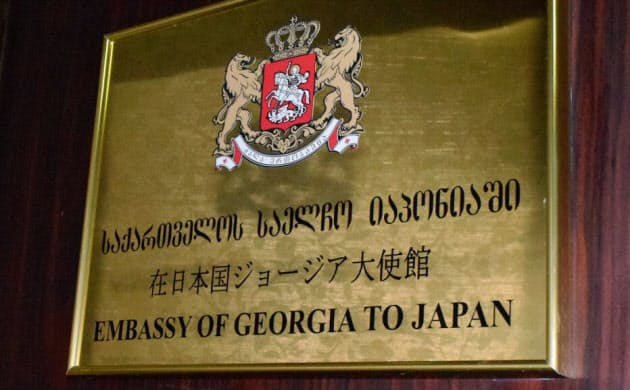 საქართველოს საელჩო იაპონიაში
在日本国ジョージア大使館
EMBASSY OF GEORGIA TO JAPAN